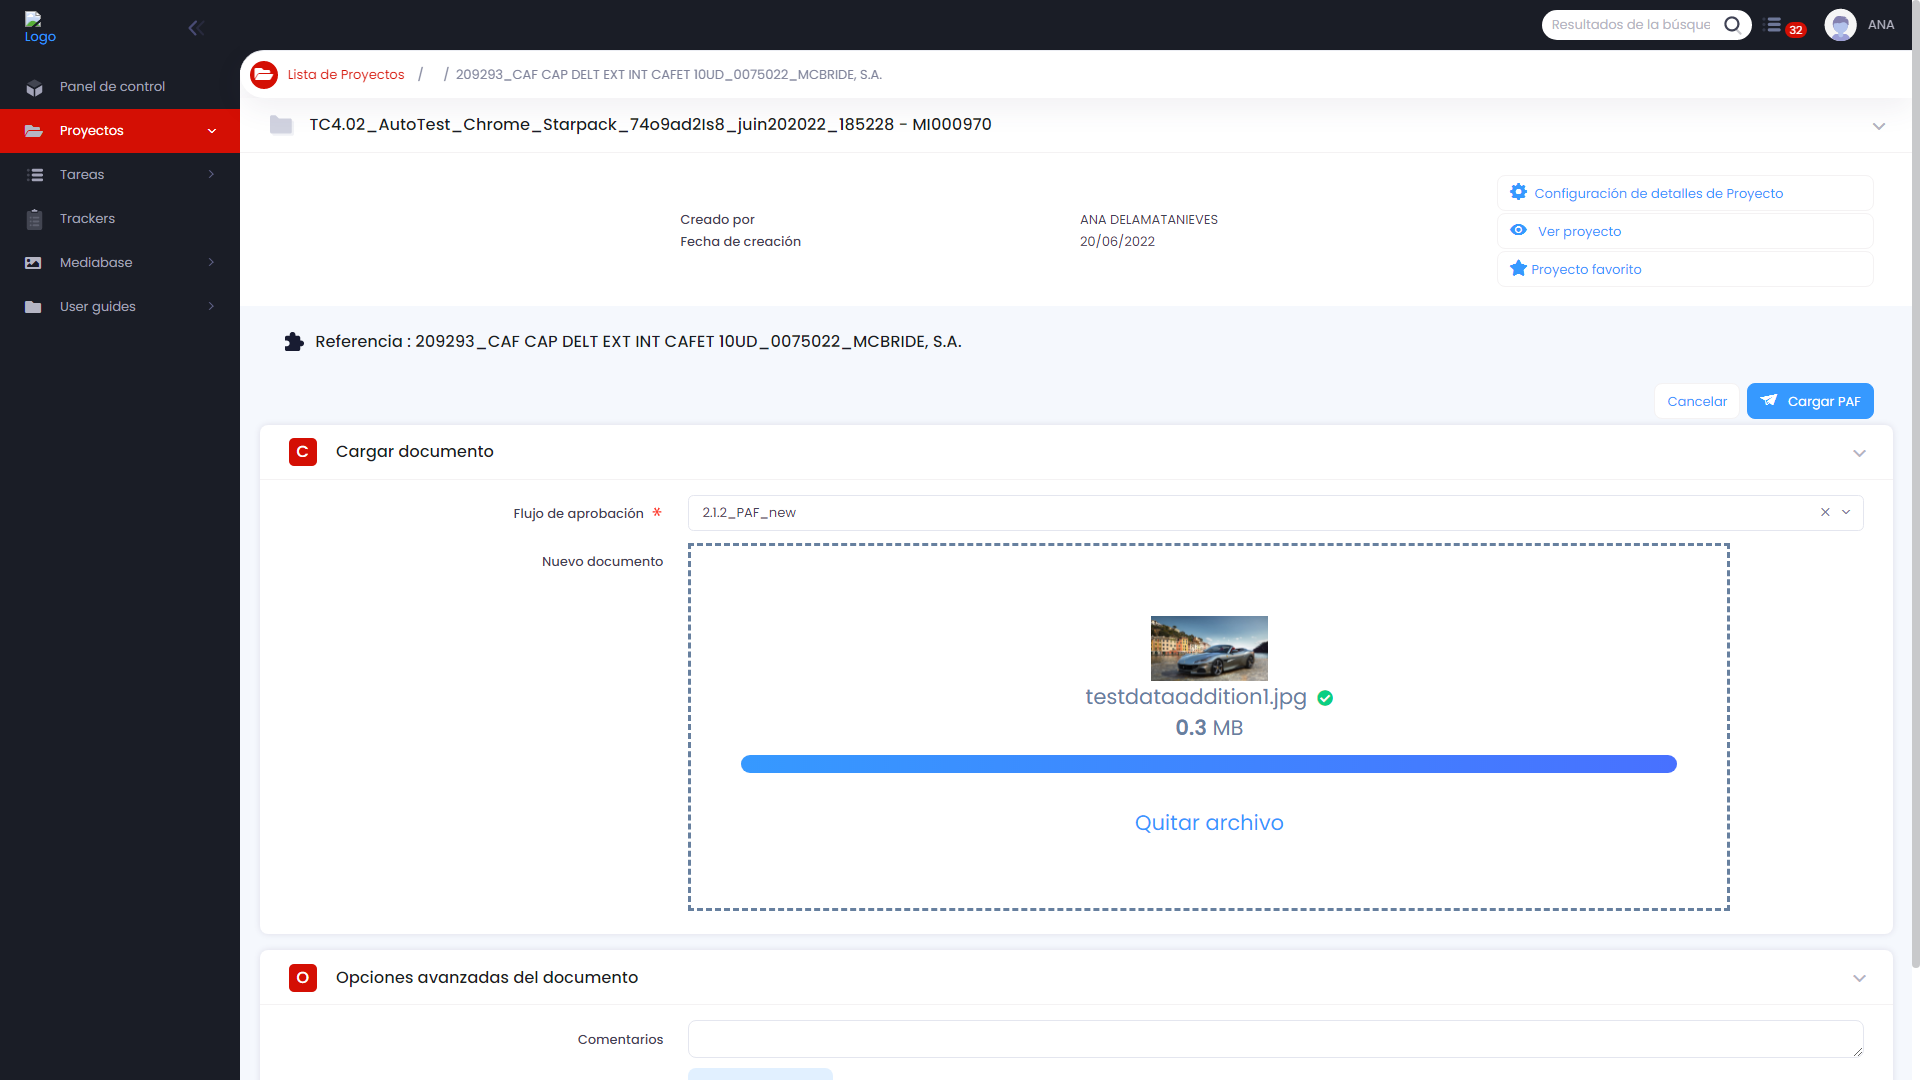 Logo
Resultados de la búsque
32
ANA
Panel de control
Proyectos
Tareas
Trackers
Mediabase
User guides
Lista de Proyectos / / 209293_CAF CAP DELT EXT INT CAFET 10UD_0075022_MCBRIDE, S.A.
TC4.02_AutoTest_Chrome_Starpack_74o9ad2Is8_juin202022_185228 - MI000970
Creado por ANA DELAMATANIEVES
Fecha de creación 20/06/2022
Configuración de detalles de Proyecto
Ver proyecto
Proyecto favorito
Referencia : 209293_CAF CAP DELT EXT INT CAFET 10UD_0075022_MCBRIDE, S.A.
Cancelar
Cargar PAF
C Cargar documento
Flujo de aprobación * 2.1.2_PAF_new
Nuevo documento
testdataaddition1.jpg
0.3 MB
Quitar archivo
O Opciones avanzadas del documento
Comentarios